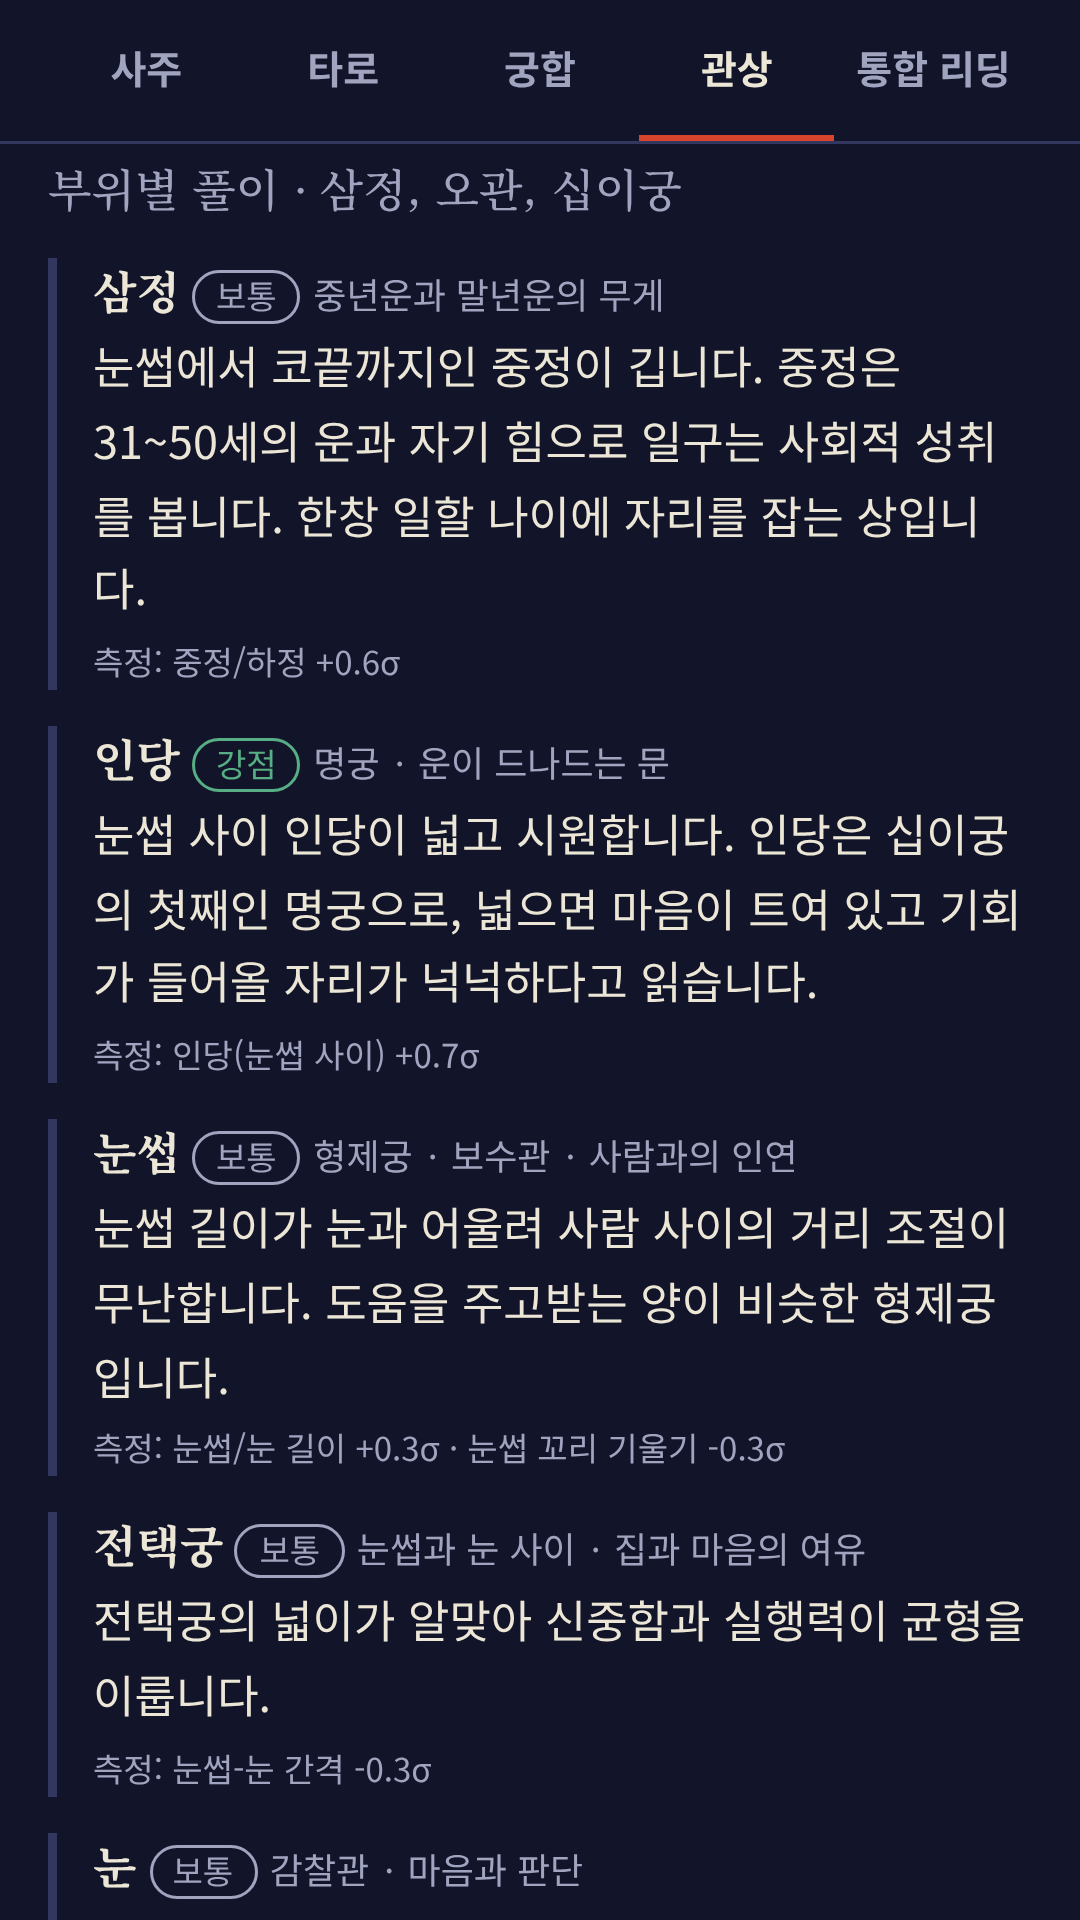 사주 타로 궁합 관상 통합 리딩
부위별 풀이 · 삼정, 오관, 십이궁
삼정 보통 중년운과 말년운의 무게
눈썹에서 코끝까지인 중정이 깁니다. 중정은
31~50세의 운과 자기 힘으로 일구는 사회적 성취
를 봅니다. 한창 일할 나이에 자리를 잡는 상입니
다.
측정: 중정/하정 +0.6σ
인당 강점 명궁 · 운이 드나드는 문
눈썹 사이 인당이 넓고 시원합니다. 인당은 십이궁
의 첫째인 명궁으로, 넓으면 마음이 트여 있고 기회
가 들어올 자리가 넉넉하다고 읽습니다.
측정: 인당(눈썹 사이) +0.7σ
눈썹 보통 형제궁 · 보수관 · 사람과의 인연
눈썹 길이가 눈과 어울려 사람 사이의 거리 조절이
무난합니다. 도움을 주고받는 양이 비슷한 형제궁
입니다.
측정: 눈썹/눈 길이 +0.3σ · 눈썹 꼬리 기울기 -0.3σ
전택궁 보통 눈썹과 눈 사이 · 집과 마음의 여유
전택궁의 넓이가 알맞아 신중함과 실행력이 균형을
이룹니다.
측정: 눈썹-눈 간격 -0.3σ
눈 보통 감찰관 · 마음과 판단